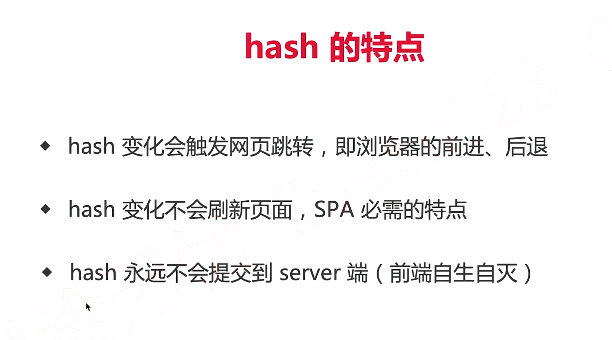 hash 的特点
◆ hash 变化会触发网页跳转，即浏览器的前进、后退
◆ hash 变化不会刷新页面，SPA 必需的特点
◆ hash 永远不会提交到 server 端（前端自生自灭）